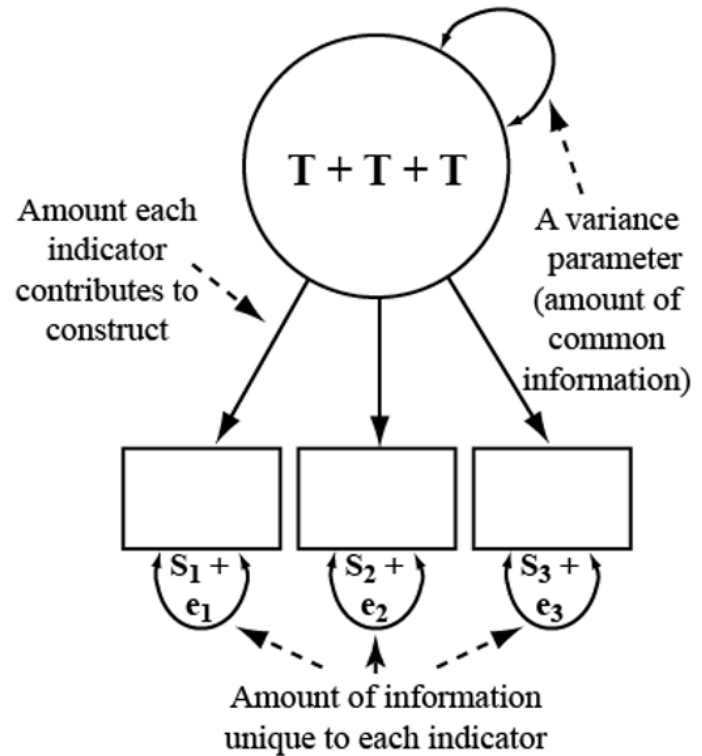 T + T + T
Amount each
indicator
contributes to
construct
A variance
parameter
(amount of
common
information)
S₁ +
e₁
S₂ +
e₂
S₃ +
e₃
Amount of information
unique to each indicator